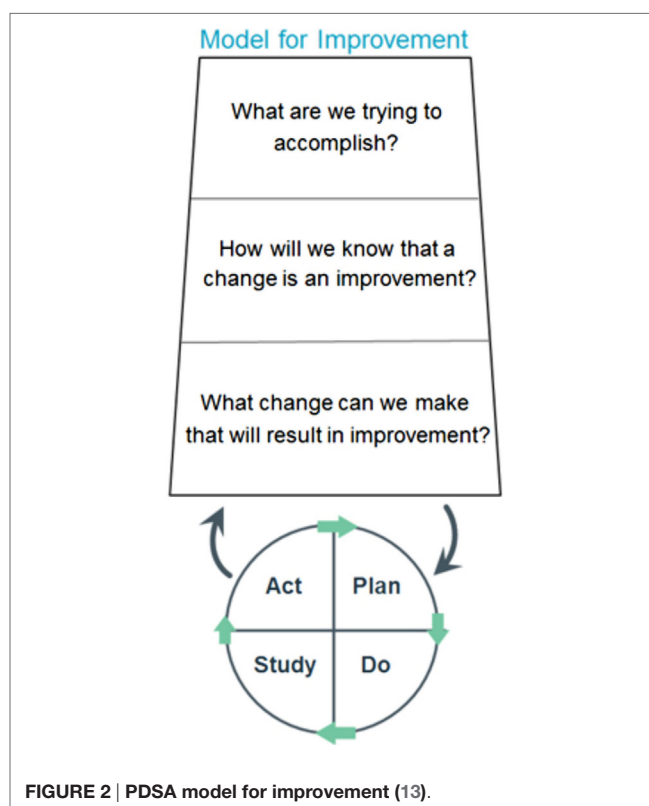 Model for Improvement
What are we trying to
accomplish?
How will we know that a
change is an improvement?
What change can we make
that will result in improvement?
Act
Plan
Study
Do
FIGURE 2 | PDSA model for improvement (13).